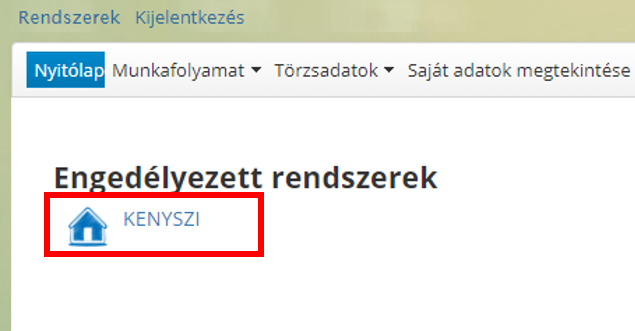 Rendszerek Kijelentkezés
Nyitólap Munkafolyamat Törzsadatok Saját adatok megtekintése
Engedélyezett rendszerek
KENYSZI